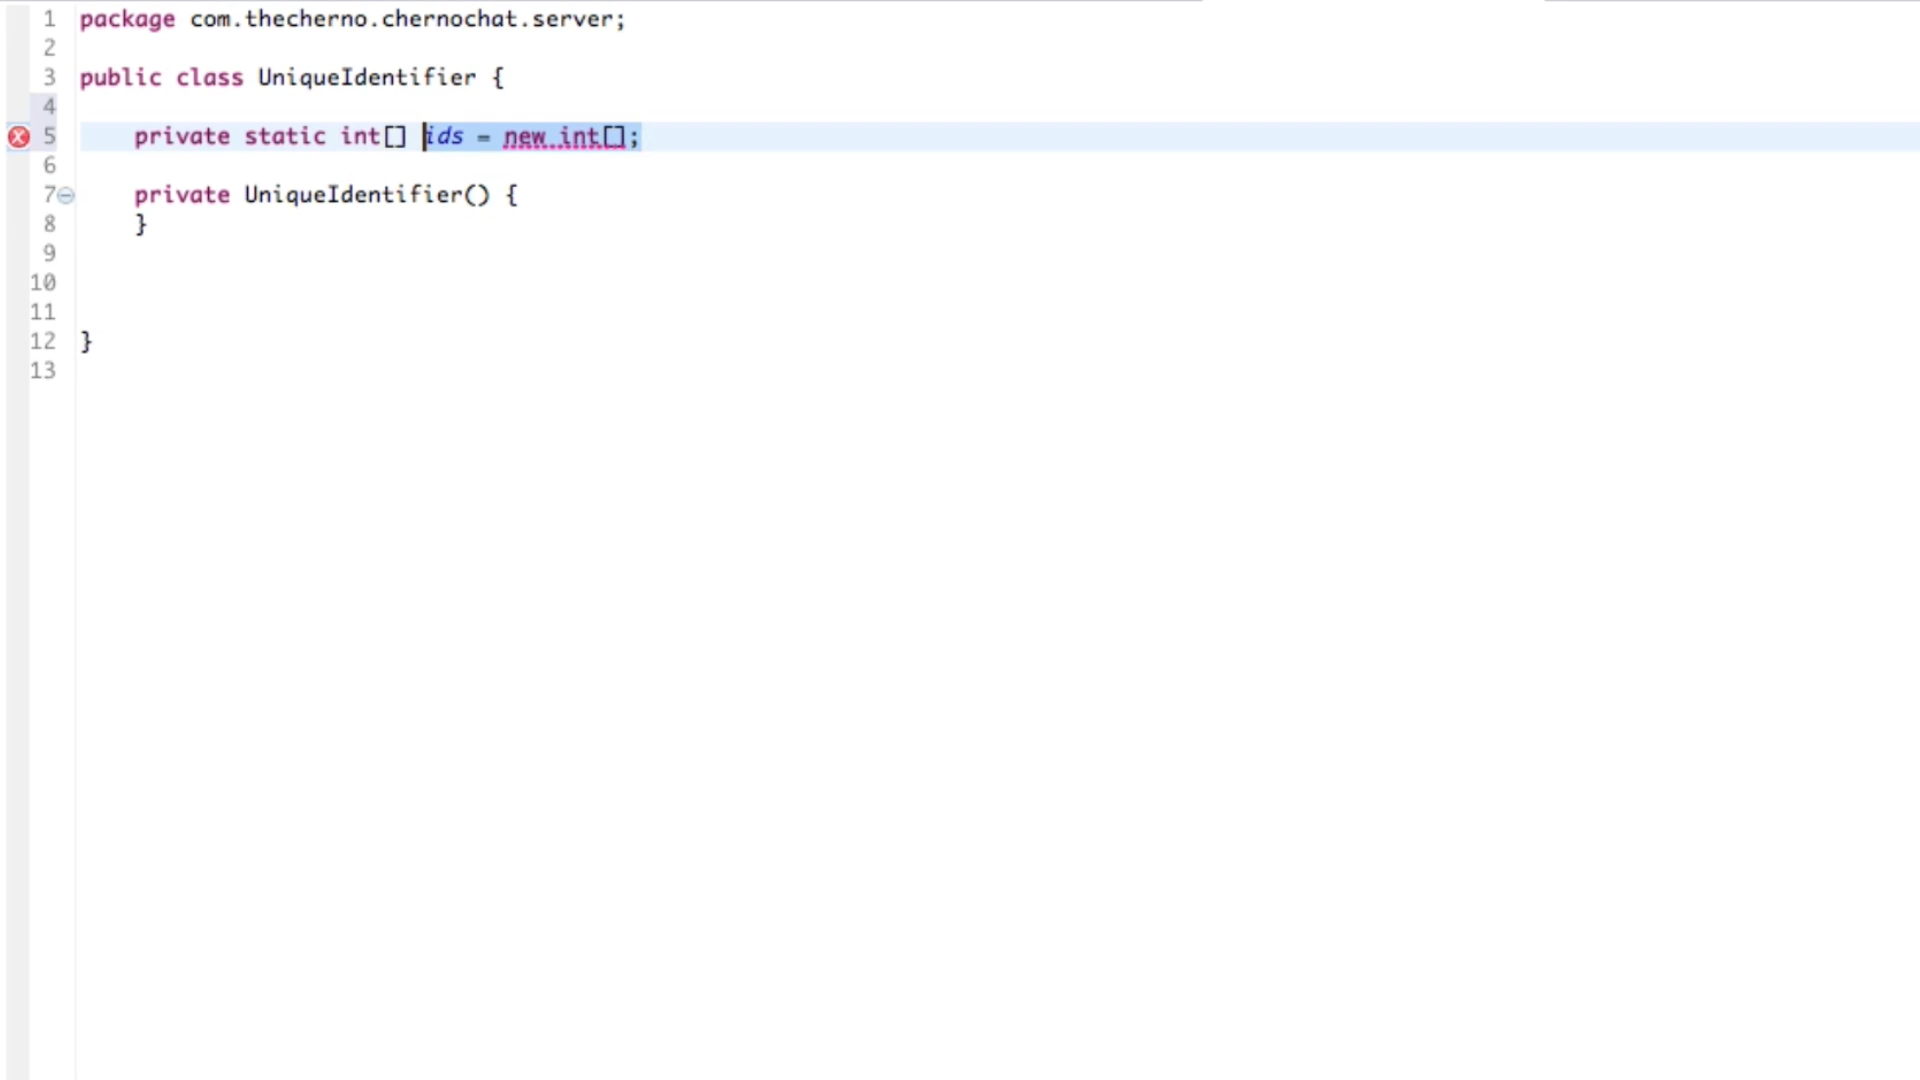 1 package com.thecherno.chernochat.server;
2
3 public class UniqueIdentifier {
4
5 private static int[] ids = new int[];
6
7 private UniqueIdentifier() {
8 }
9
10
11
12 }
13